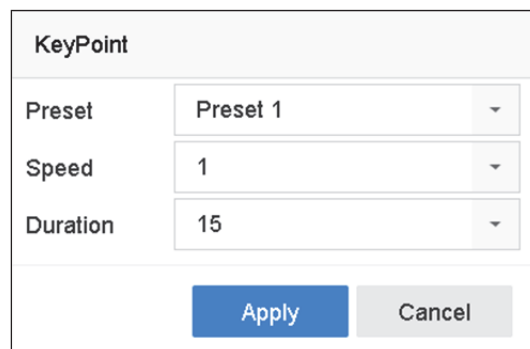 KeyPoint
Preset Preset 1
Speed 1
Duration 15
Apply Cancel